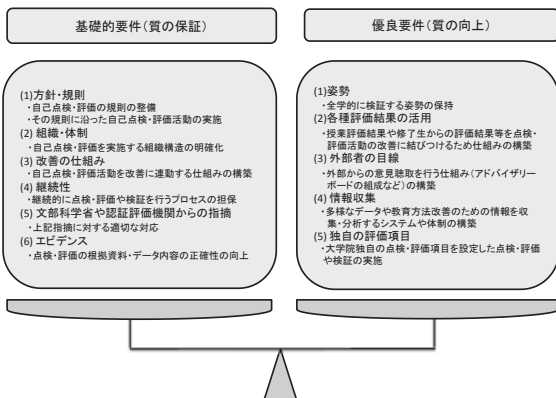 基礎的要件(質の保証)
(1)方針・規則
・自己点検・評価の規則の整備
・その規則に沿った自己点検・評価活動の実施
(2) 組織・体制
・自己点検・評価を実施する組織構造の明確化
(3) 改善の仕組み
・自己点検・評価活動を改善に連動する仕組みの構築
(4) 継続性
・継続的に点検・評価や検証を行うプロセスの担保
(5) 文部科学省や認証評価機関からの指摘
・上記指摘に対する適切な対応
(6) エビデンス
・点検・評価の根拠資料・データ内容の正確性の向上
優良要件(質の向上)
(1)姿勢
・全学的に検証する姿勢の保持
(2)各種評価結果の活用
・授業評価結果や修了生からの評価結果等を点検・
評価活動の改善に結びつけるため仕組みの構築
(3) 外部者の目線
・外部からの意見聴取を行う仕組み(アドバイザリー
ボードの組成など)の構築
(4) 情報収集
・多様なデータや教育方法改善のための情報を収
集・分析するシステムや体制の構築
(5) 独自の評価項目
・大学院独自の点検・評価項目を設定した点検・評価
や検証の実施